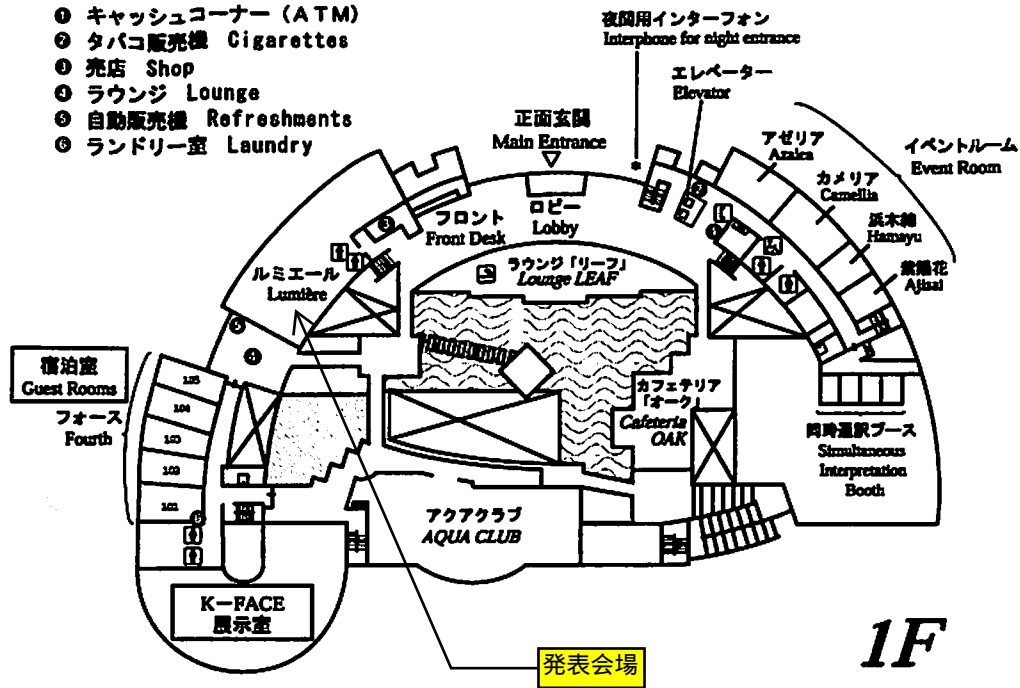 ❶ キャッシュコーナー（ATM）
❷ タバコ販売機 Cigarettes
❸ 売店 Shop
❹ ラウンジ Lounge
❺ 自動販売機 Refreshments
❻ ランドリー室 Laundry
夜間用インターフォン
Interphone for night entrance
エレベーター
Elevator
正面玄関
Main Entrance
アゼリア
Azalea
イベントルーム
Event Room
カメリア
Camellia
浜木綿
Hamayu
紫陽花
Ajisai
フロント
Front Desk
ロビー
Lobby
ラウンジ「リーフ」
Lounge LEAF
ルミエール
Lumière
宿泊室
Guest Rooms
フォース
Fourth
105
104
103
102
101
カフェテリア
「オーク」
Cafeteria
OAK
同時通訳ブース
Simultaneous
Interpretation
Booth
アクアクラブ
AQUA CLUB
K－FACE
展示室
発表会場
1F